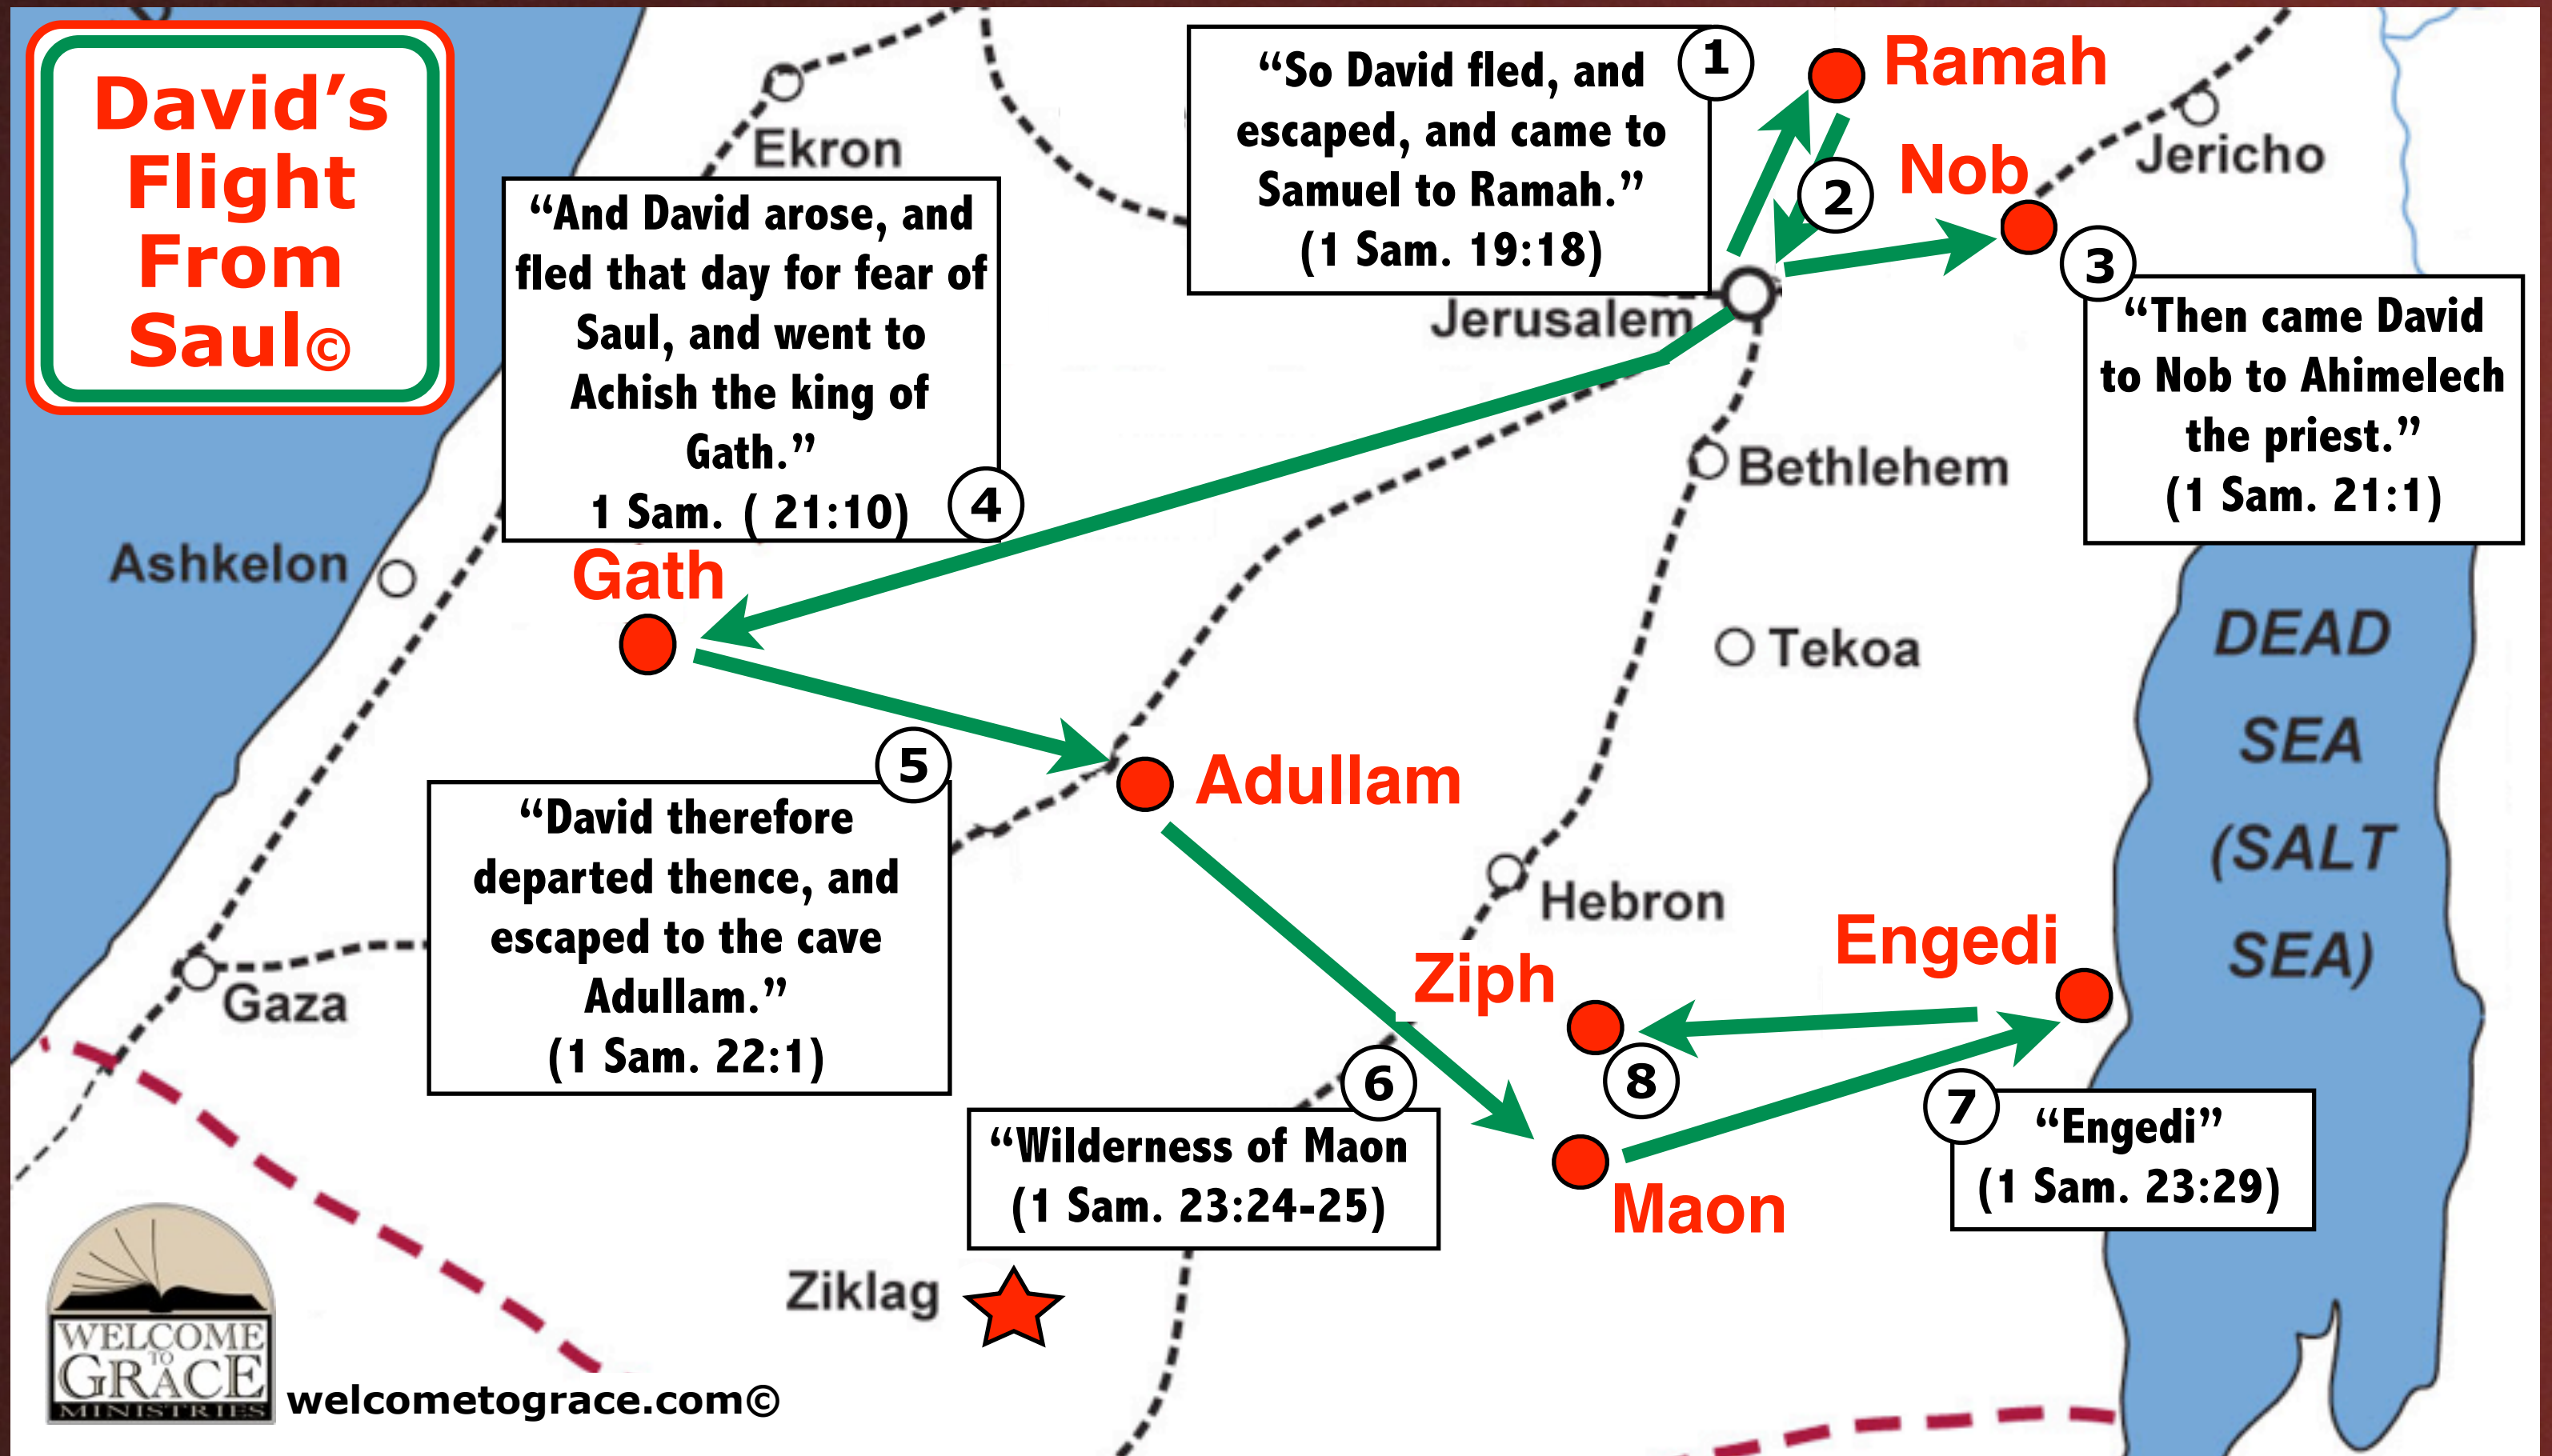 David's
Flight
From
Saul©
Ekron
“So David fled, and
escaped, and came to
Samuel to Ramah.”
(1 Sam. 19:18)
1
Ramah
2
Nob
Jericho
3
“Then came David
to Nob to Ahimelech
the priest.”
(1 Sam. 21:1)
“And David arose, and
fled that day for fear of
Saul, and went to
Achish the king of
Gath.”
1 Sam. ( 21:10)
4
Jerusalem
Bethlehem
Ashkelon
Gath
Tekoa
DEAD
SEA
(SALT
SEA)
5
“David therefore
departed thence, and
escaped to the cave
Adullam.”
(1 Sam. 22:1)
Adullam
Hebron
Gaza
Ziph
Engedi
8
6
“Wilderness of Maon
(1 Sam. 23:24-25)
7
“Engedi”
(1 Sam. 23:29)
Maon
Ziklag
WELCOME
TO
GRACE
MINISTRIES
welcometograce.com©